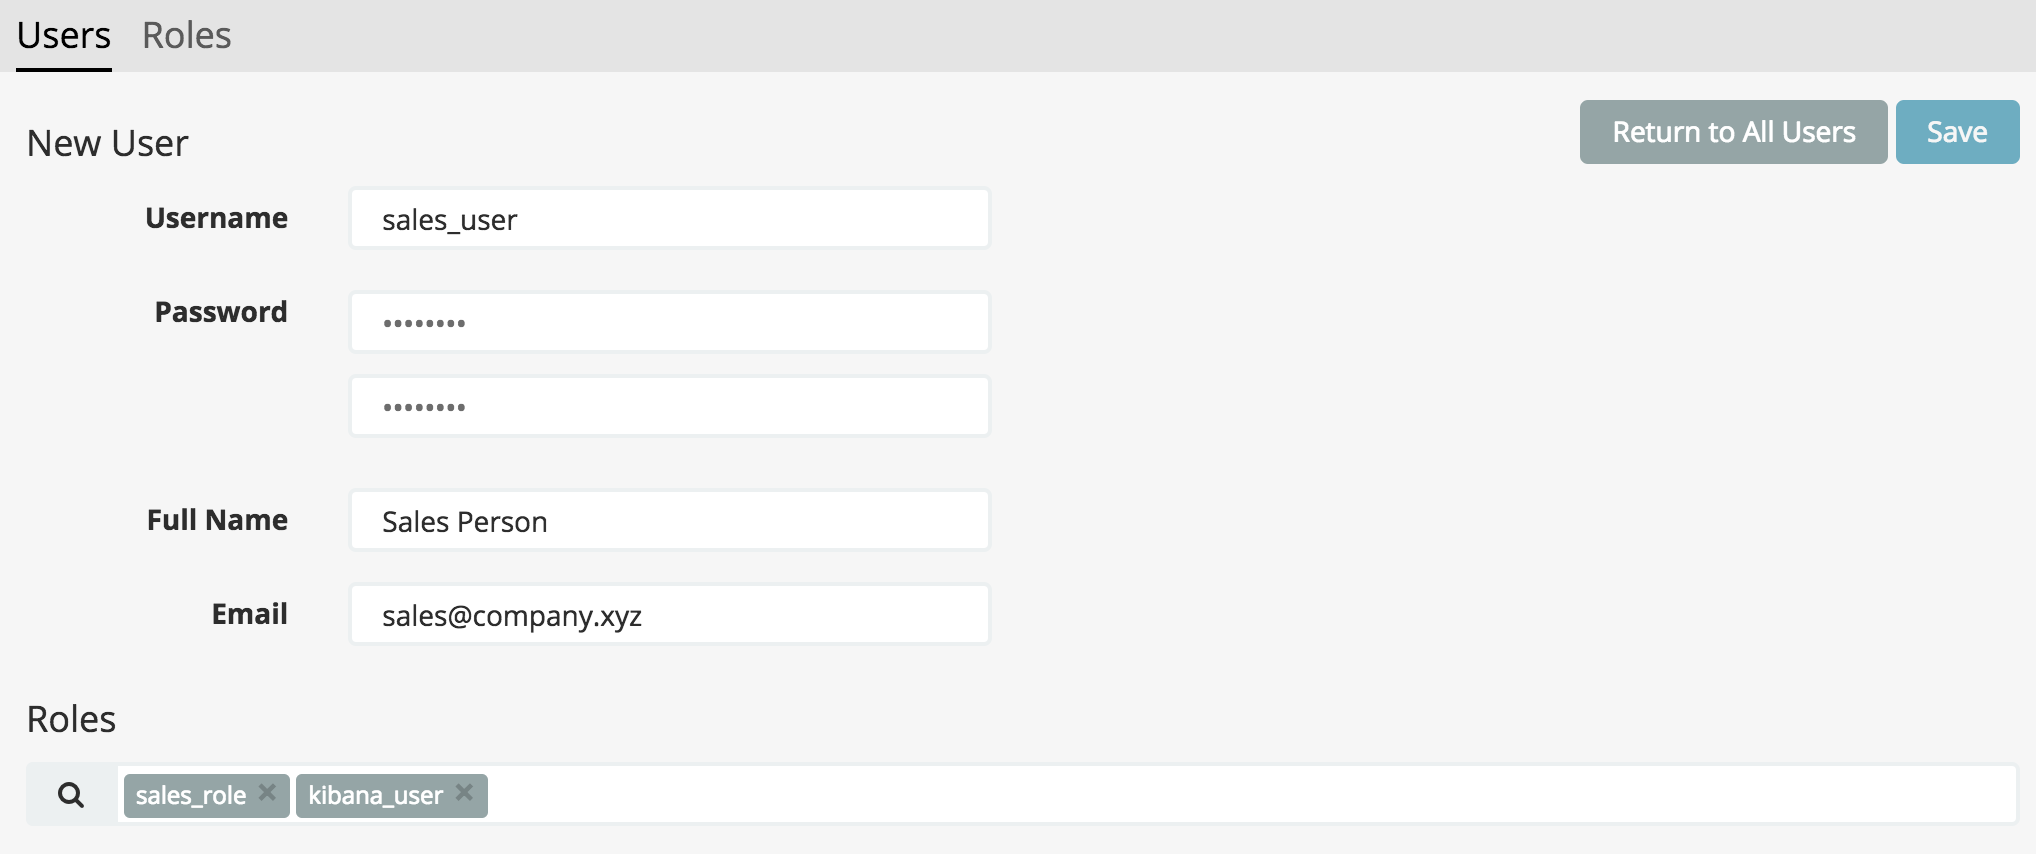 Users Roles
New User
Return to All Users Save
Username sales_user
Password ••••••••
••••••••
Full Name Sales Person
Email sales@company.xyz
Roles
sales_role × kibana_user ×